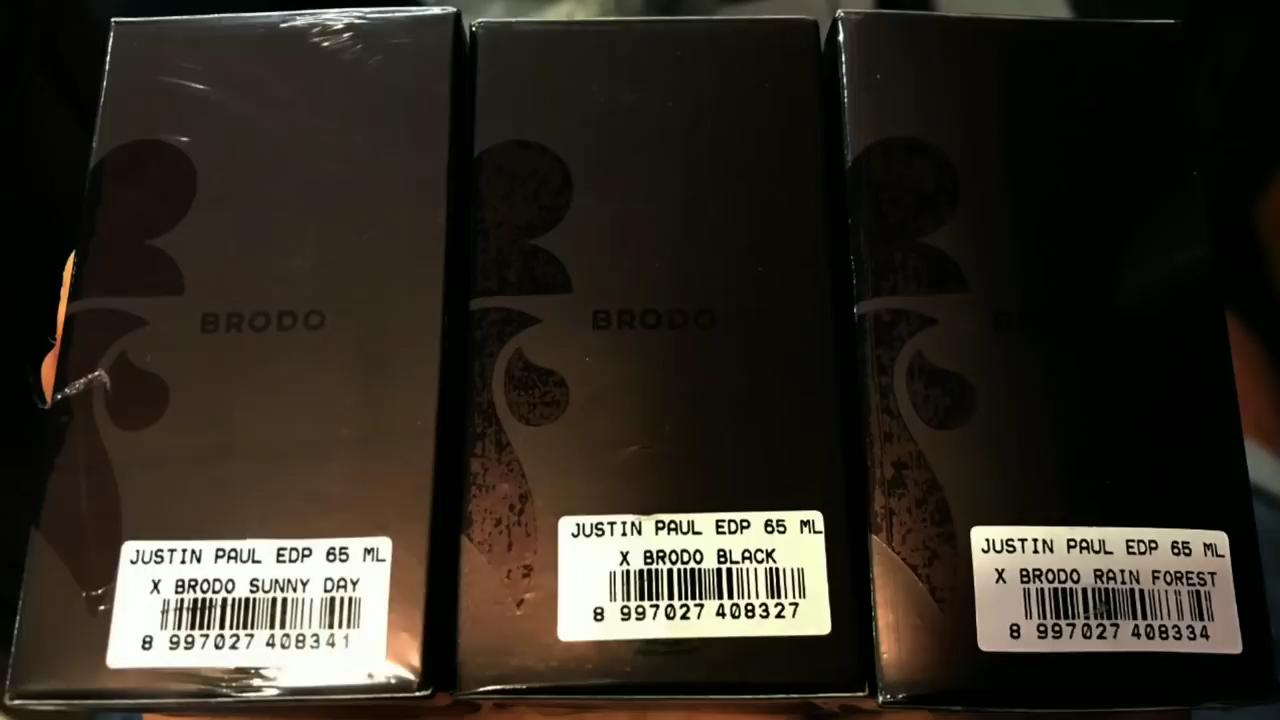 BRODO
JUSTIN PAUL EDP 65 ML
X BRODO SUNNY DAY
8 997027 408341
BRODO
JUSTIN PAUL EDP 65 ML
X BRODO BLACK
8 997027 408327
JUSTIN PAUL EDP 65 ML
X BRODO RAIN FOREST
8 997027 408334